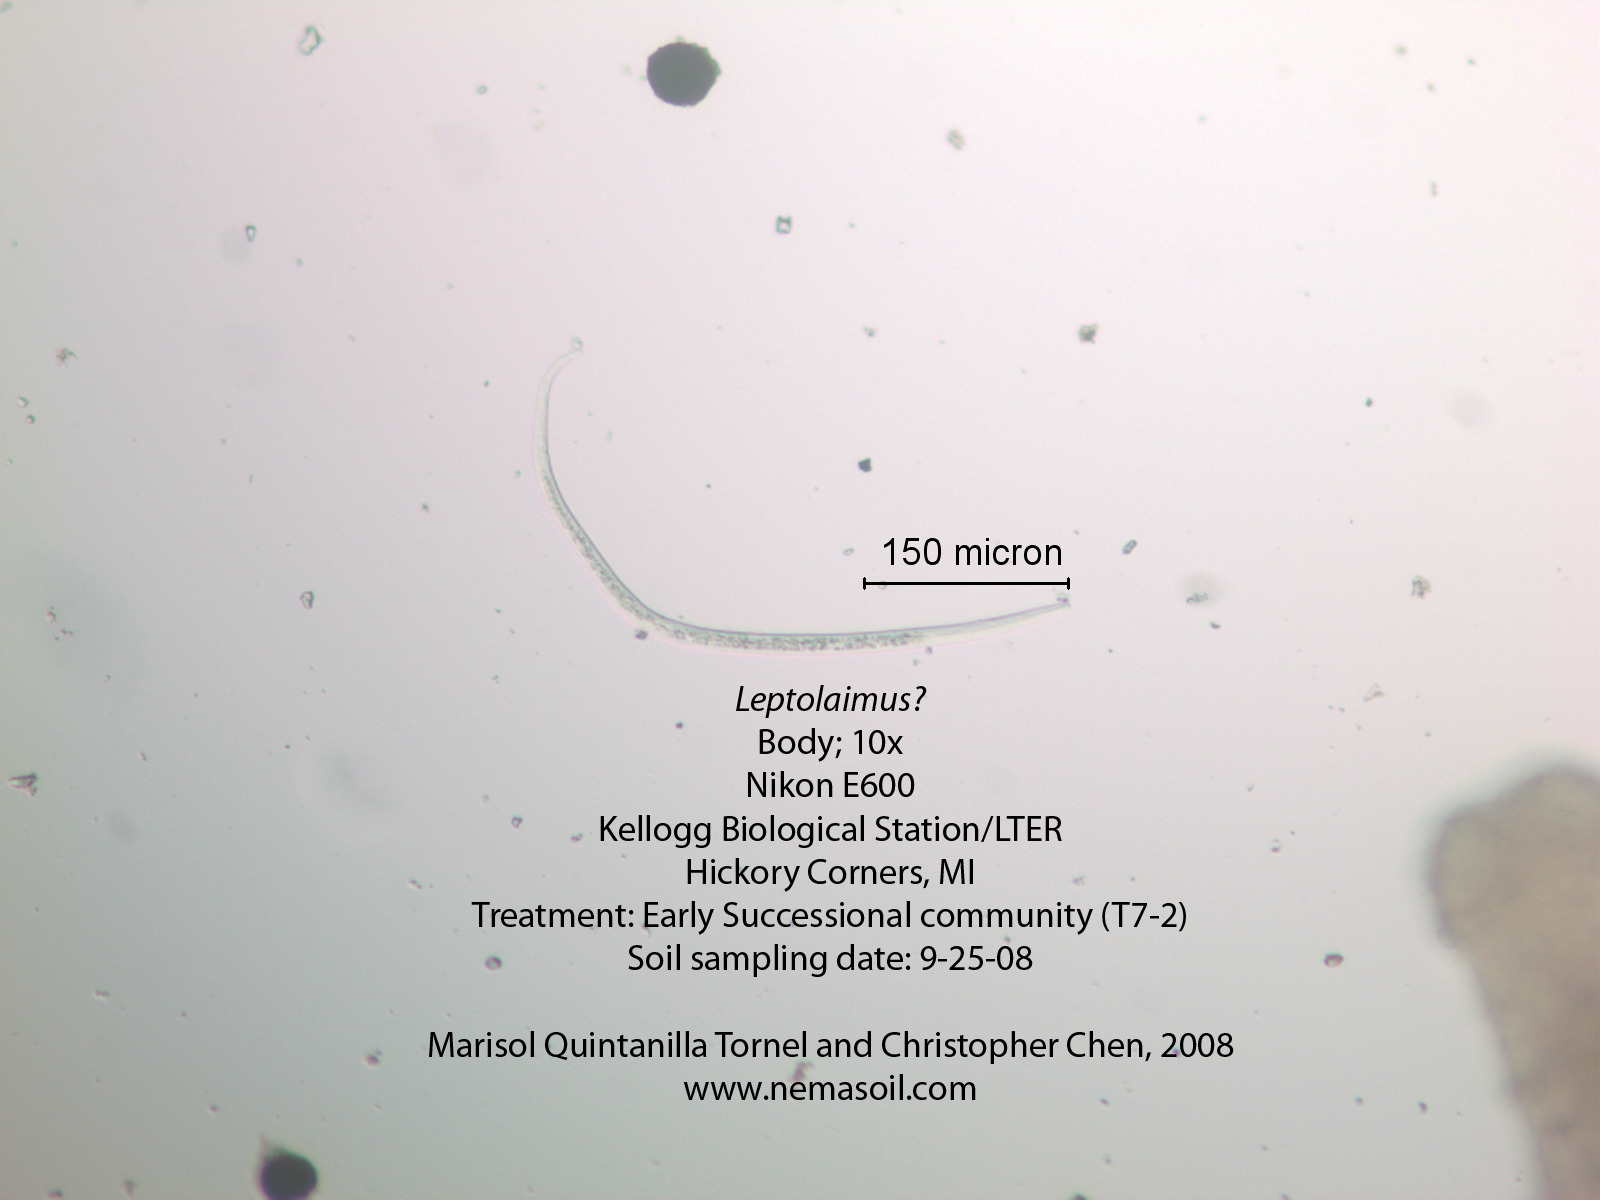 150 micron
Leptolaimus?
Body; 10x
Nikon E600
Kellogg Biological Station/LTER
Hickory Corners, MI
Treatment: Early Successional community (T7-2)
Soil sampling date: 9-25-08
Marisol Quintanilla Tornel and Christopher Chen, 2008
www.nemasoil.com